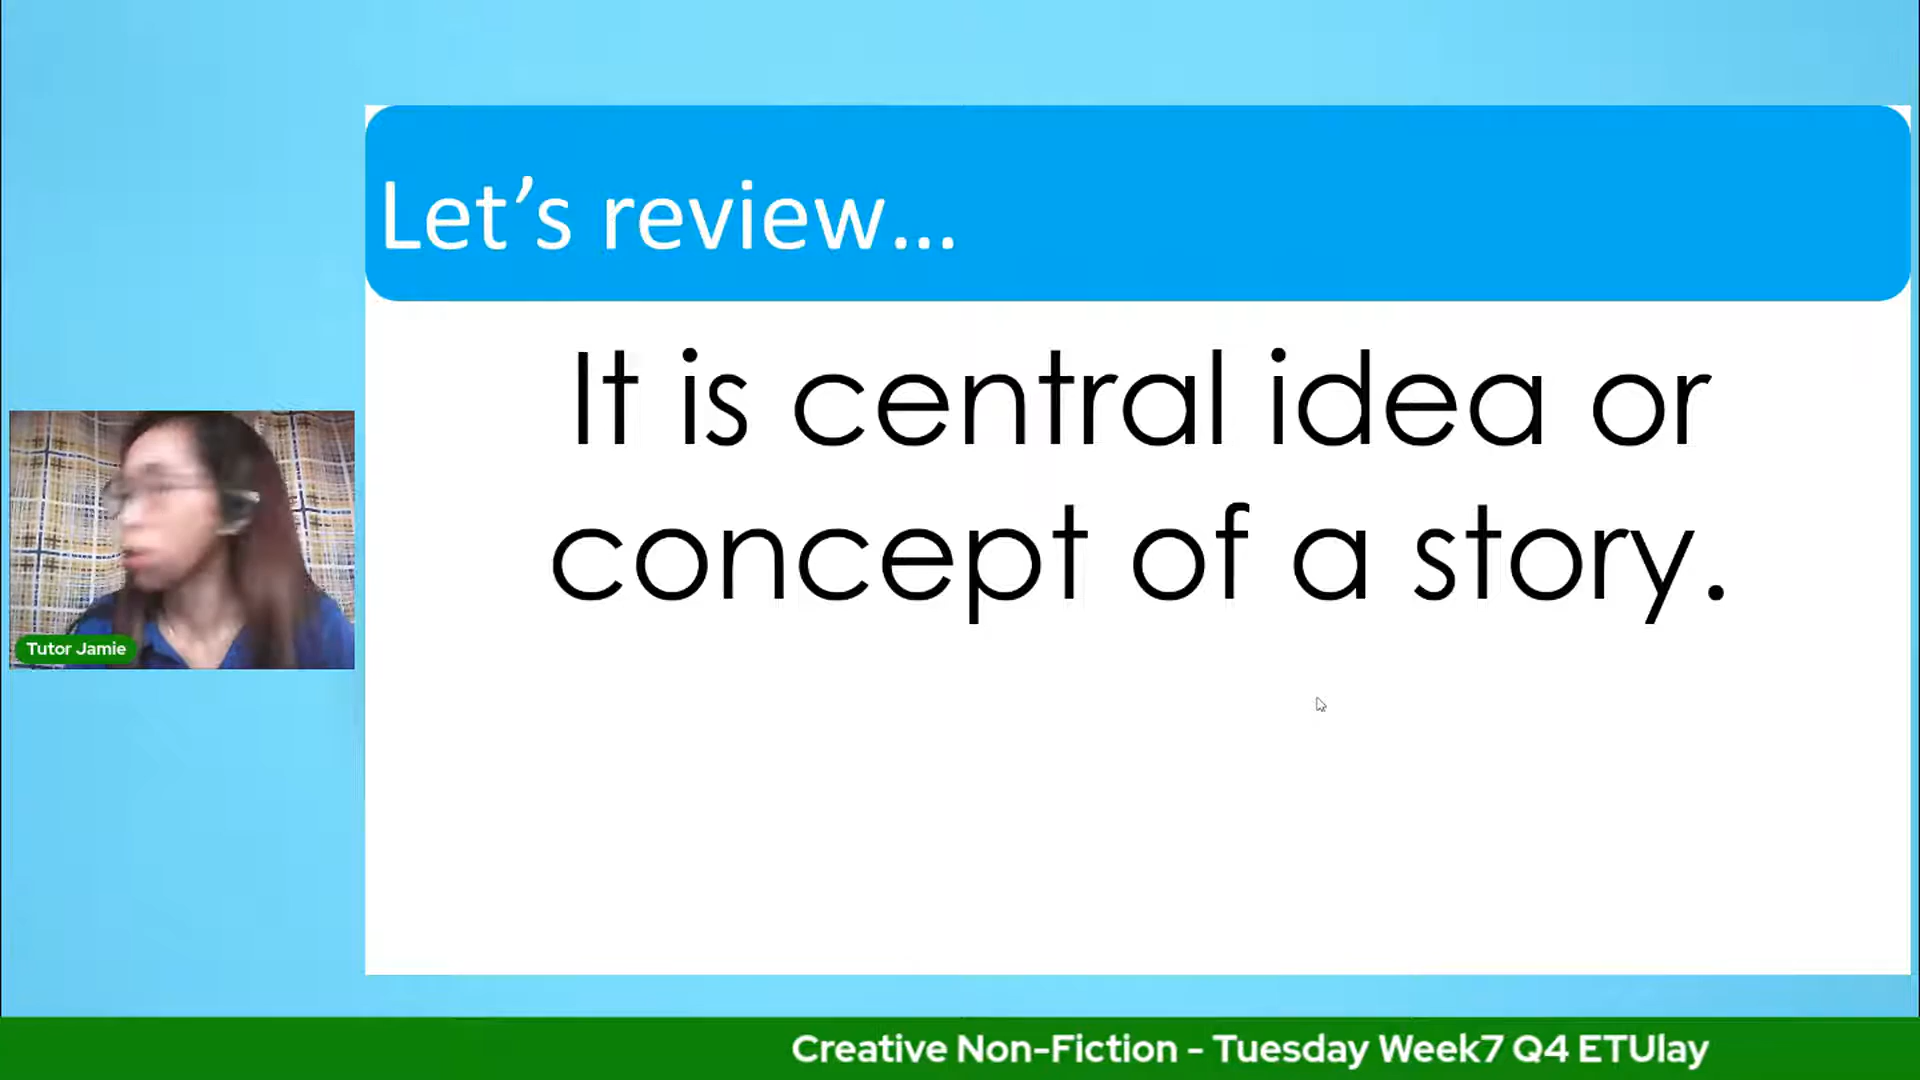 Let’s review...
It is central idea or
concept of a story.
Tutor Jamie
Creative Non-Fiction - Tuesday Week7 Q4 ETUlay